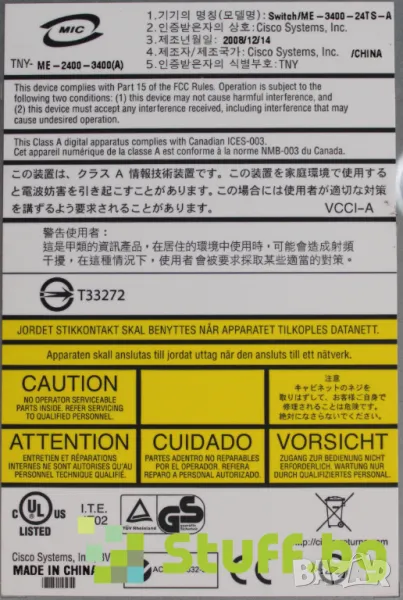 MIC
TNY- ME-2400-3400(A)
1. 기기의 명칭(모델명): Switch/ME-3400-24TS-A
2. 인증받은자의 상호: Cisco Systems, Inc.
3. 제조년월일: 2008/12/14
4. 제조자/제조국가: Cisco Systems, Inc. /CHINA
5. 인증받은자의 식별부호: TNY
This device complies with Part 15 of the FCC Rules. Operation is subject to the
following two conditions: (1) this device may not cause harmful interference, and
(2) this device must accept any interference received, including interference that may
cause undesired operation.
This Class A digital apparatus complies with Canadian ICES-003.
Cet appareil numérique de la classe A est conforme à la norme NMB-003 du Canada.
この装置は、クラス A 情報技術装置です。この装置を家庭環境で使用する
と電波妨害を引き起こすことがあります。この場合には使用者が適切な対策
を講ずるよう要求されることがあります。 VCCI-A
警告使用者:
這是甲類的資訊產品，在居住的環境中使用時，可能會造成射頻
干擾，在這種情況下，使用者會被要求採取某些適當的對策。
T33272
JORDET STIKKONTAKT SKAL BENYTTES NÅR APPARATET TILKOPLES DATANETT.
Apparaten skall anslutas till jordat uttag när den ansluts till ett nätverk.
CAUTION
NO OPERATOR SERVICEABLE
PARTS INSIDE. REFER SERVICING
TO QUALIFIED PERSONNEL.
注意
キャビネットのネジを
取りはずして、お客様ご自身で
修理されることは危険です。
絶対になさらないでください。
ATTENTION
ENTRETIEN ET RÉPARATIONS
INTERNES NE SONT AUTORISÉS QU'AU
PERSONNEL TECHNIQUE QUALIFIÉ.
CUIDADO
PARTES ADENTRO NO REPARABLES
POR EL OPERADOR. REFIERA
REPARO A PERSONAL AUTORIZADO.
VORSICHT
ZUGANG ZUR BEDIENUNG NUR
DURCH QUALIFIZIERTES PERSONNEL.
C UL US
LISTED
I.T.E.
TÜV
GS
Cisco Systems, Inc.
MADE IN CHINA
Stuff.bg